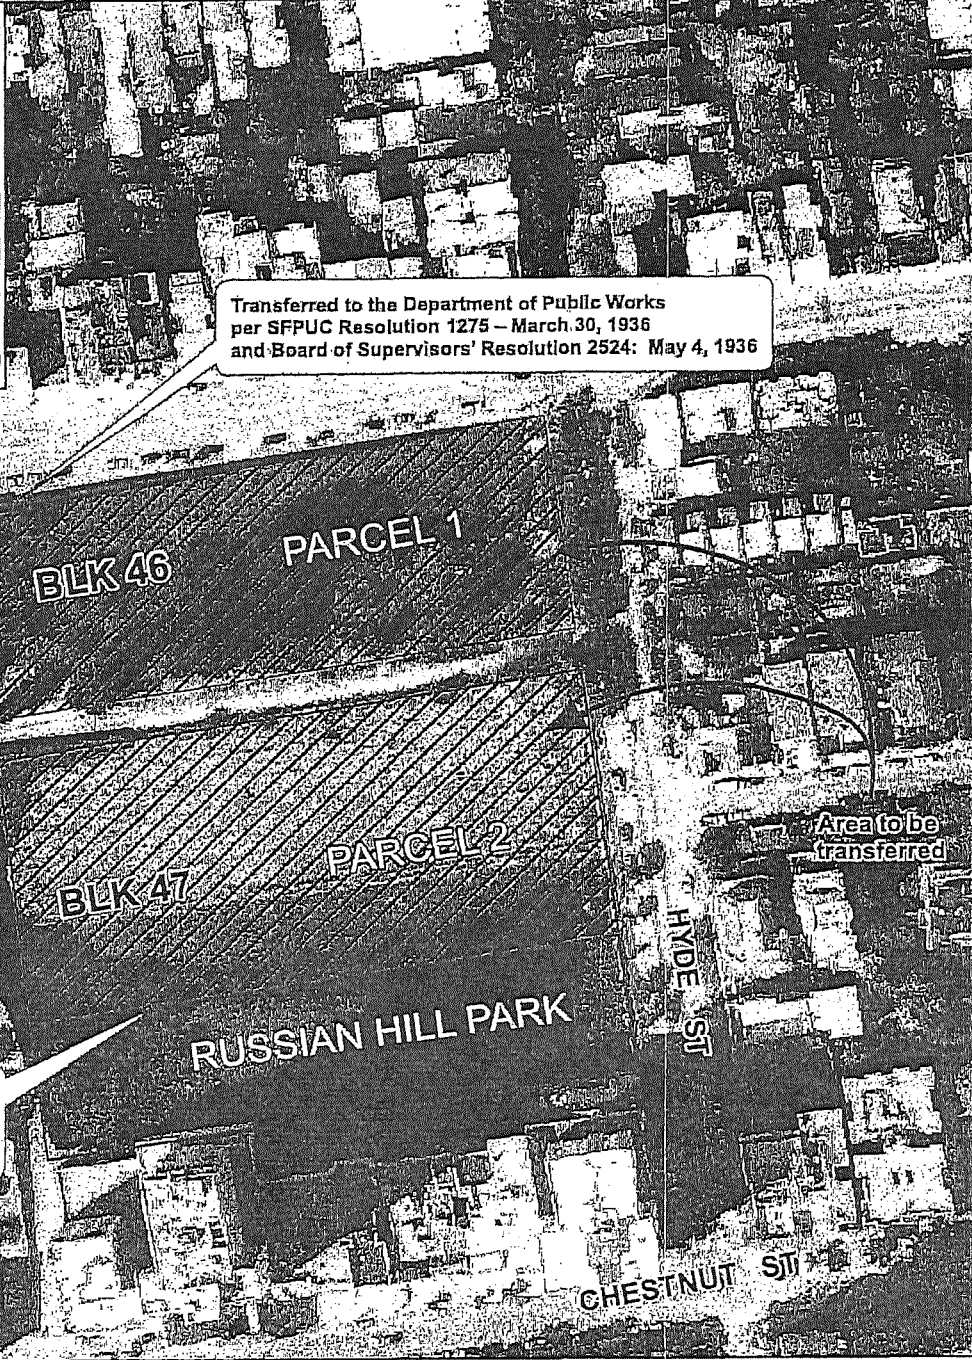 Transferred to the Department of Public Works
per SFPUC Resolution 1275 – March 30, 1936
and Board of Supervisors' Resolution 2524: May 4, 1936
PARCEL 1
BLK 46
PARCEL 2
BLK 47
Area to be
transferred
HYDE ST
RUSSIAN HILL PARK
CHESTNUT ST